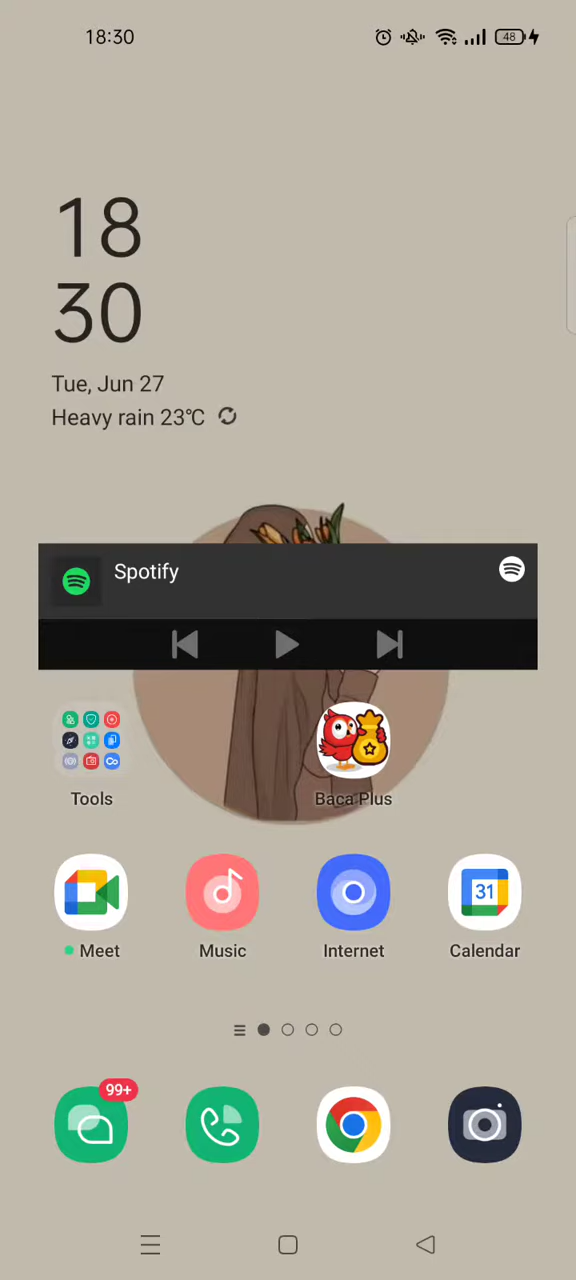 18:30
48
18
30
Tue, Jun 27
Heavy rain 23℃
Spotify
Tools
Baca Plus
31
Meet
Music
Internet
Calendar
99+